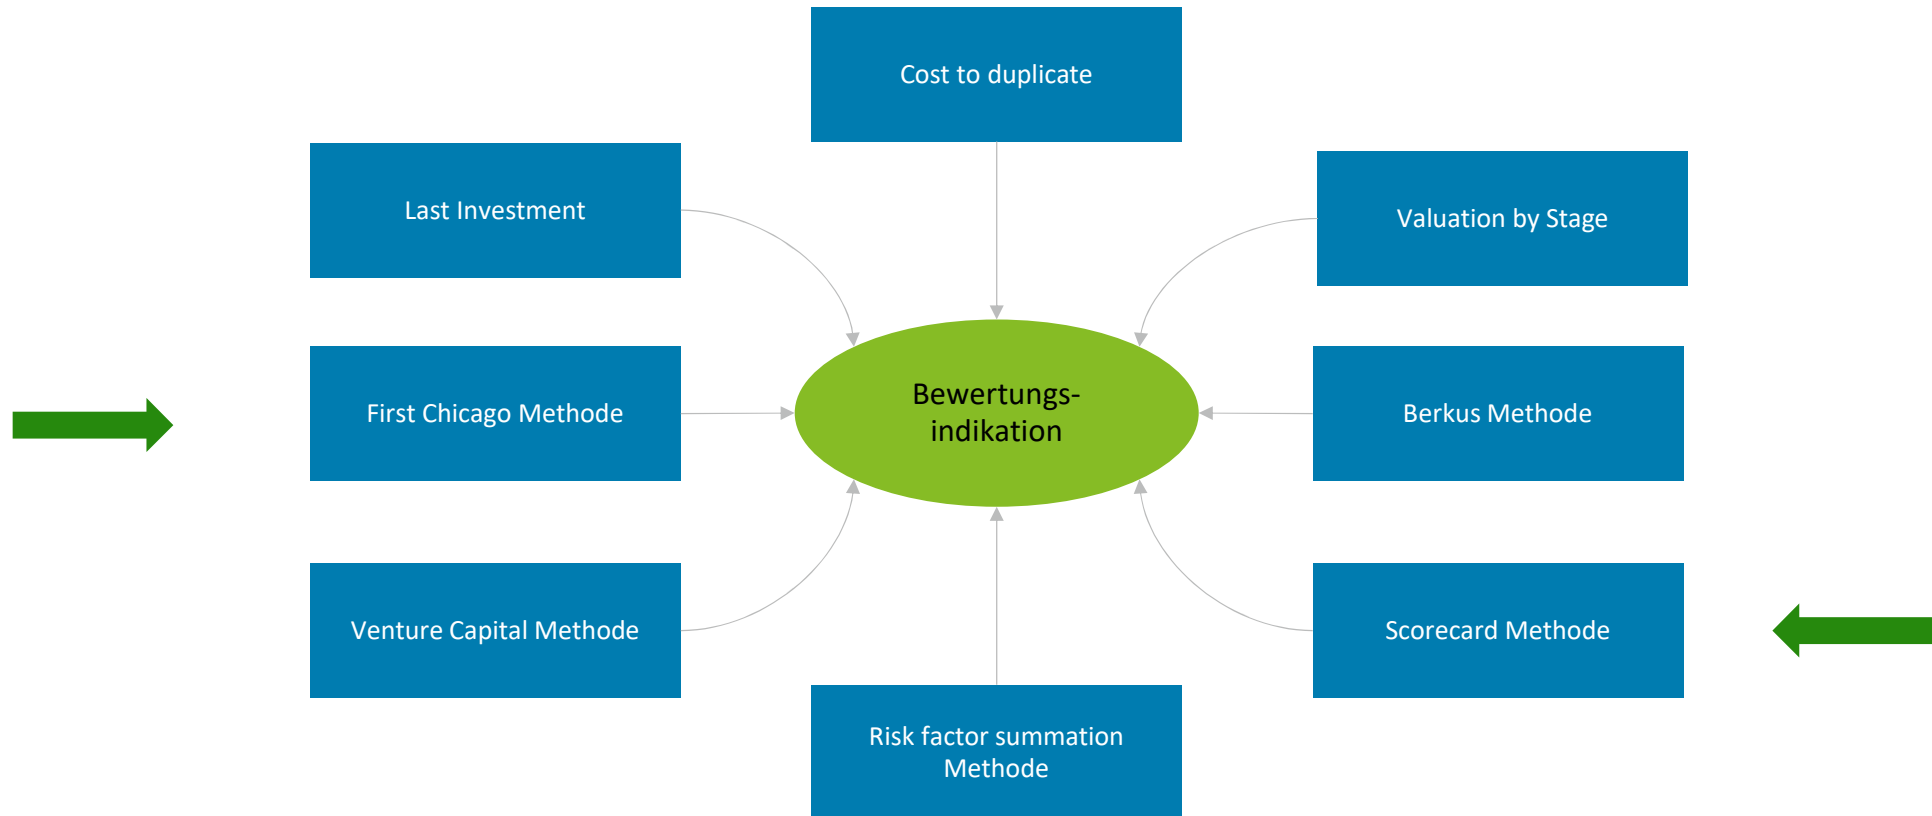 Cost to duplicate
Last Investment
Valuation by Stage
First Chicago Methode
Bewertungs-
indikation
Berkus Methode
Venture Capital Methode
Scorecard Methode
Risk factor summation
Methode